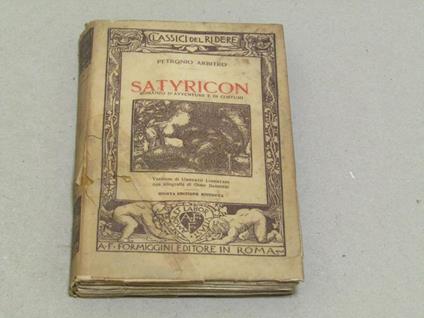 CLASSICI DEL RIDERE
PETRONIO ARBITRO
SATYRICON
ROMANZO D'AVVENTURE E DI COSTUMI
Versione di UMBERTO LIMENTANI
con xilografie di GINO BARBIERI
QUINTA EDIZIONE RIVEDUTA
A.F. FORMIGGINI EDITORE IN ROMA